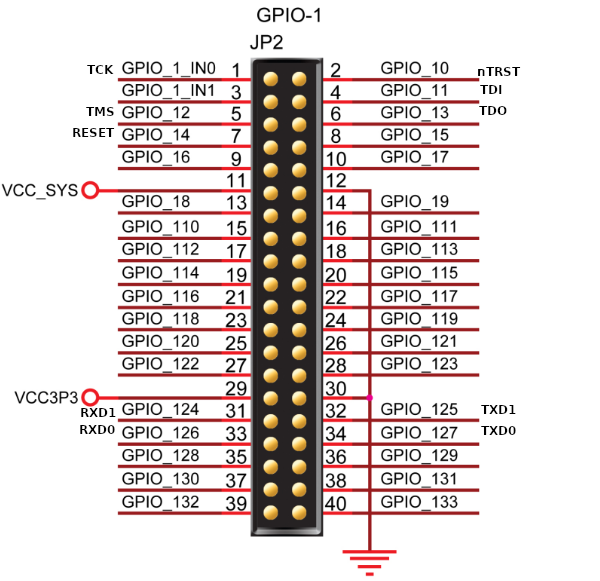 GPIO-1
JP2
TCK GPIO_1_IN0 1 2 GPIO_10 nTRST
GPIO_1_IN1 3 4 GPIO_11 TDI
TMS GPIO_12 5 6 GPIO_13 TDO
RESET GPIO_14 7 8 GPIO_15
GPIO_16 9 10 GPIO_17
VCC_SYS 11 12
GPIO_18 13 14 GPIO_19
GPIO_110 15 16 GPIO_111
GPIO_112 17 18 GPIO_113
GPIO_114 19 20 GPIO_115
GPIO_116 21 22 GPIO_117
GPIO_118 23 24 GPIO_119
GPIO_120 25 26 GPIO_121
GPIO_122 27 28 GPIO_123
VCC3P3 29 30
RXD1 GPIO_124 31 32 GPIO_125 TXD1
RXD0 GPIO_126 33 34 GPIO_127 TXD0
GPIO_128 35 36 GPIO_129
GPIO_130 37 38 GPIO_131
GPIO_132 39 40 GPIO_133